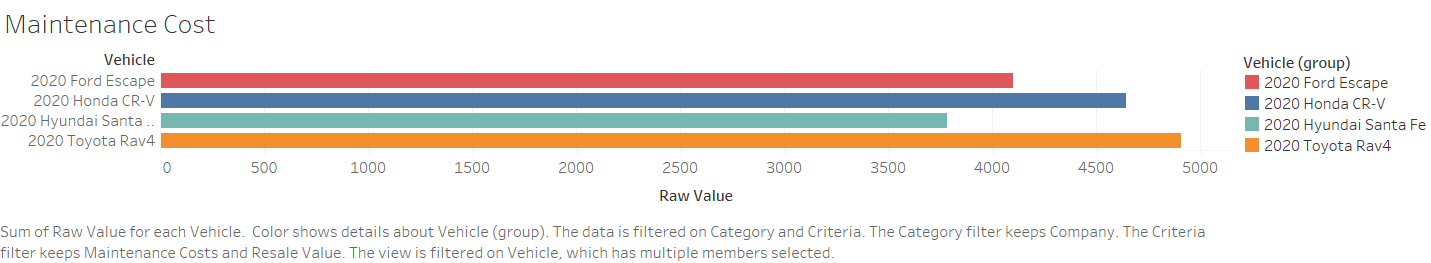 Maintenance Cost
Vehicle
2020 Ford Escape
2020 Honda CR-V
2020 Hyundai Santa ..
2020 Toyota Rav4
0 500 1000 1500 2000 2500 3000 3500 4000 4500 5000
Raw Value
Vehicle (group)
2020 Ford Escape
2020 Honda CR-V
2020 Hyundai Santa Fe
2020 Toyota Rav4
Sum of Raw Value for each Vehicle.  Color shows details about Vehicle (group). The data is filtered on Category and Criteria. The Category filter keeps Company. The Criteria
filter keeps Maintenance Costs and Resale Value. The view is filtered on Vehicle, which has multiple members selected.